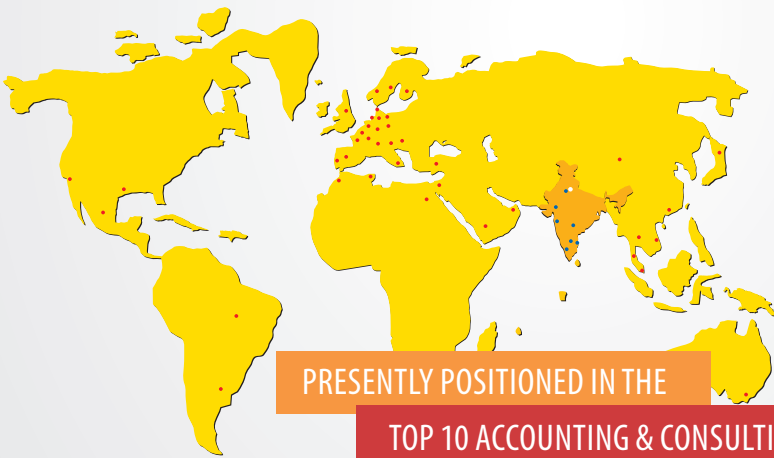 PRESENTLY POSITIONED IN THE
TOP 10 ACCOUNTING & CONSULTI